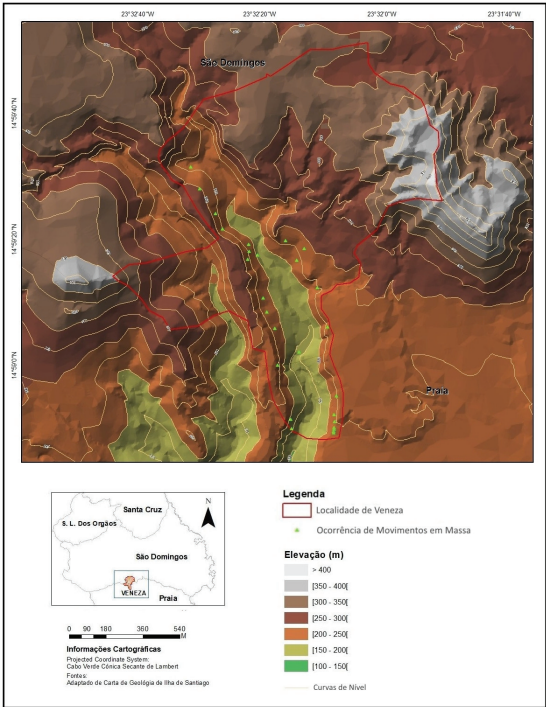 23°32'40"W
23°32'20"W
23°32'0"W
23°31'40"W
14°59'40"N
14°59'20"N
14°59'0"N
São Domingos
Praia
Santa Cruz
S. L. Dos Orgãos
São Domingos
VENEZA
Praia
N
0 90 180 360 540
M
Informações Cartográficas
Projected Coordinate System:
Cabo Verde Cónica Secante de Lambert
Fontes:
Adaptado de Carta de Geológia de Ilha de Santiago
Legenda
Localidade de Veneza
Ocorrência de Movimentos em Massa
Elevação (m)
> 400
[350 - 400[
[300 - 350[
[250 - 300[
[200 - 250[
[150 - 200[
[100 - 150[
Curvas de Nível